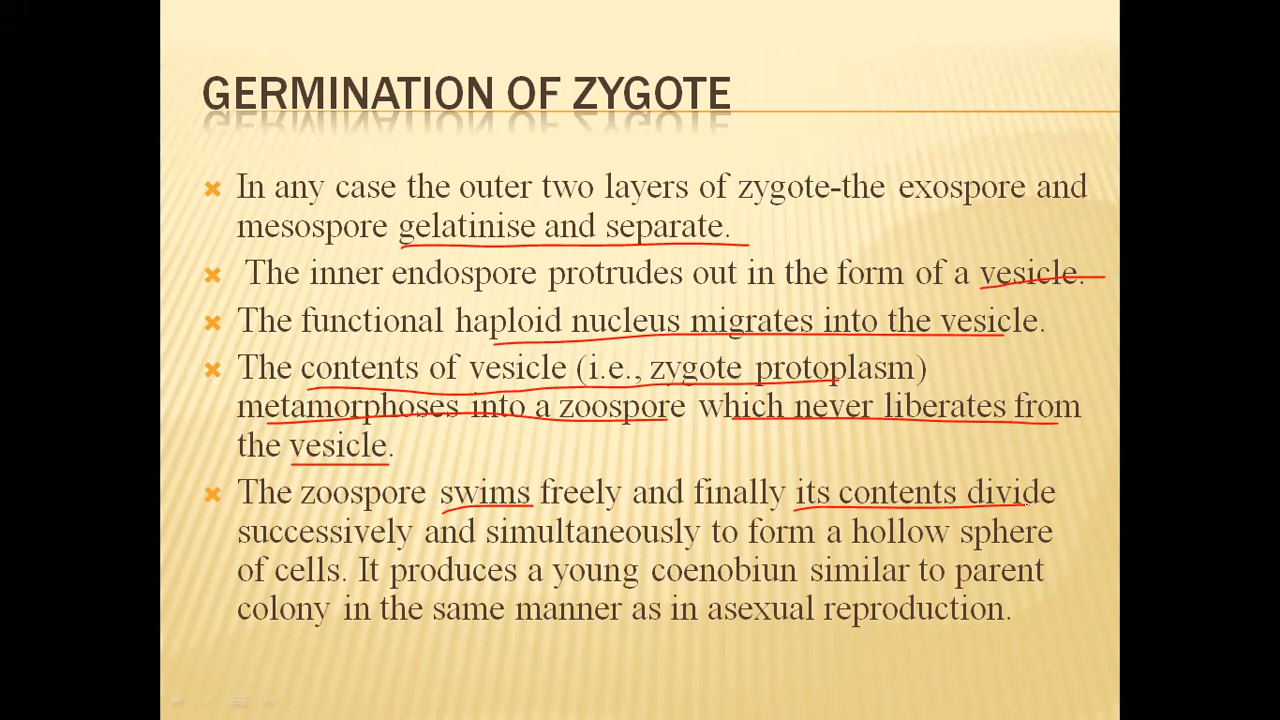 GERMINATION OF ZYGOTE
In any case the outer two layers of zygote-the exospore and
mesospore gelatinise and separate.
The inner endospore protrudes out in the form of a vesicle.
The functional haploid nucleus migrates into the vesicle.
The contents of vesicle (i.e., zygote protoplasm)
metamorphoses into a zoospore which never liberates from
the vesicle.
The zoospore swims freely and finally its contents divide
successively and simultaneously to form a hollow sphere
of cells. It produces a young coenobiun similar to parent
colony in the same manner as in asexual reproduction.